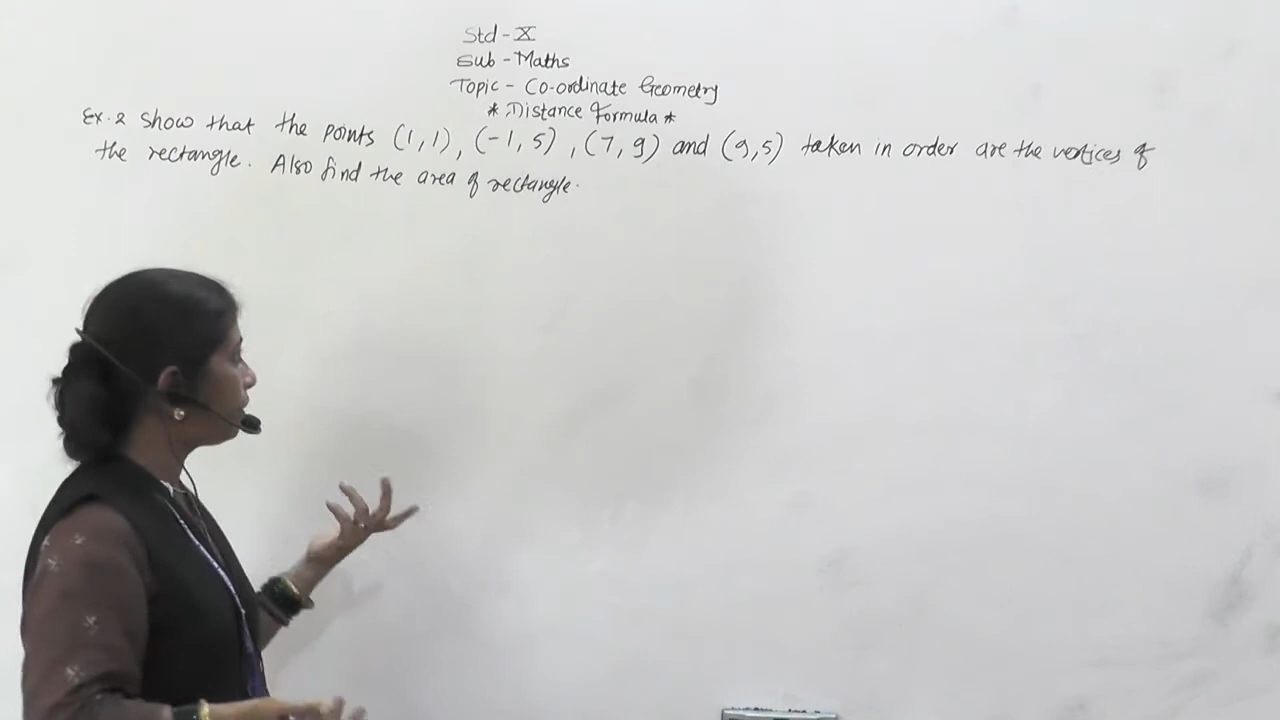 Std - X
Sub - Maths
Topic - Co-ordinate Geometry
* Distance Formula *
Ex. 2 Show that the points (1,1), (-1, 5), (7, 9) and (9,5) taken in order are the vertices of
the rectangle. Also find the area of rectangle.